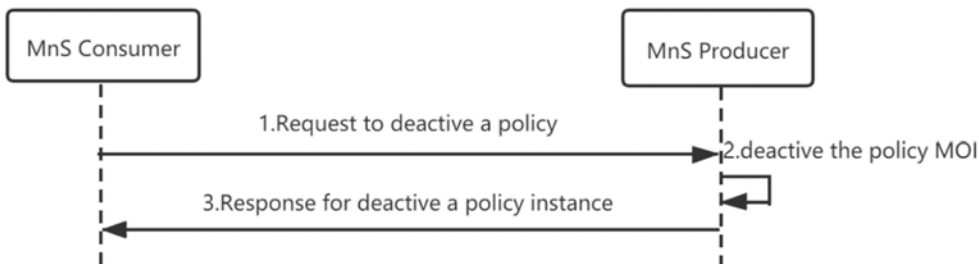 MnS Consumer
MnS Producer
1.Request to deactive a policy
2.deactive the policy MOI
3.Response for deactive a policy instance